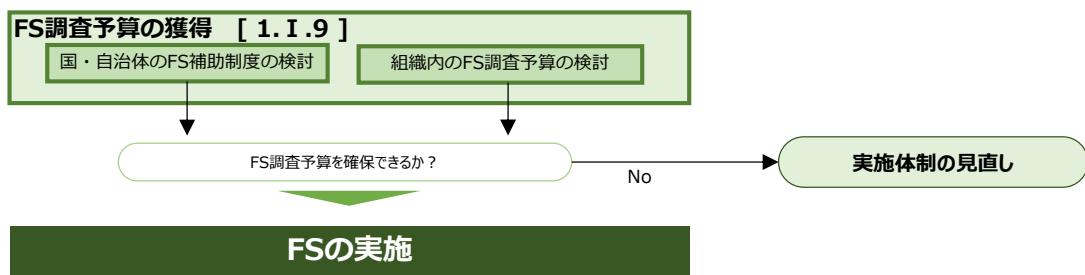 FS調査予算の獲得 [ 1.Ⅰ.9 ]
国・自治体のFS補助制度の検討
組織内のFS調査予算の検討
FS調査予算を確保できるか？
No
実施体制の見直し
FSの実施